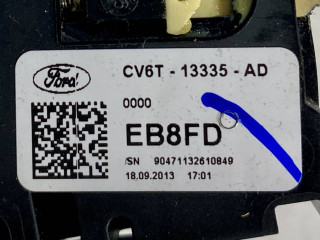 Ford
CV6T - 13335 - AD
0000
EB8FD
/SN 90471132610849
18.09.2013 17:01